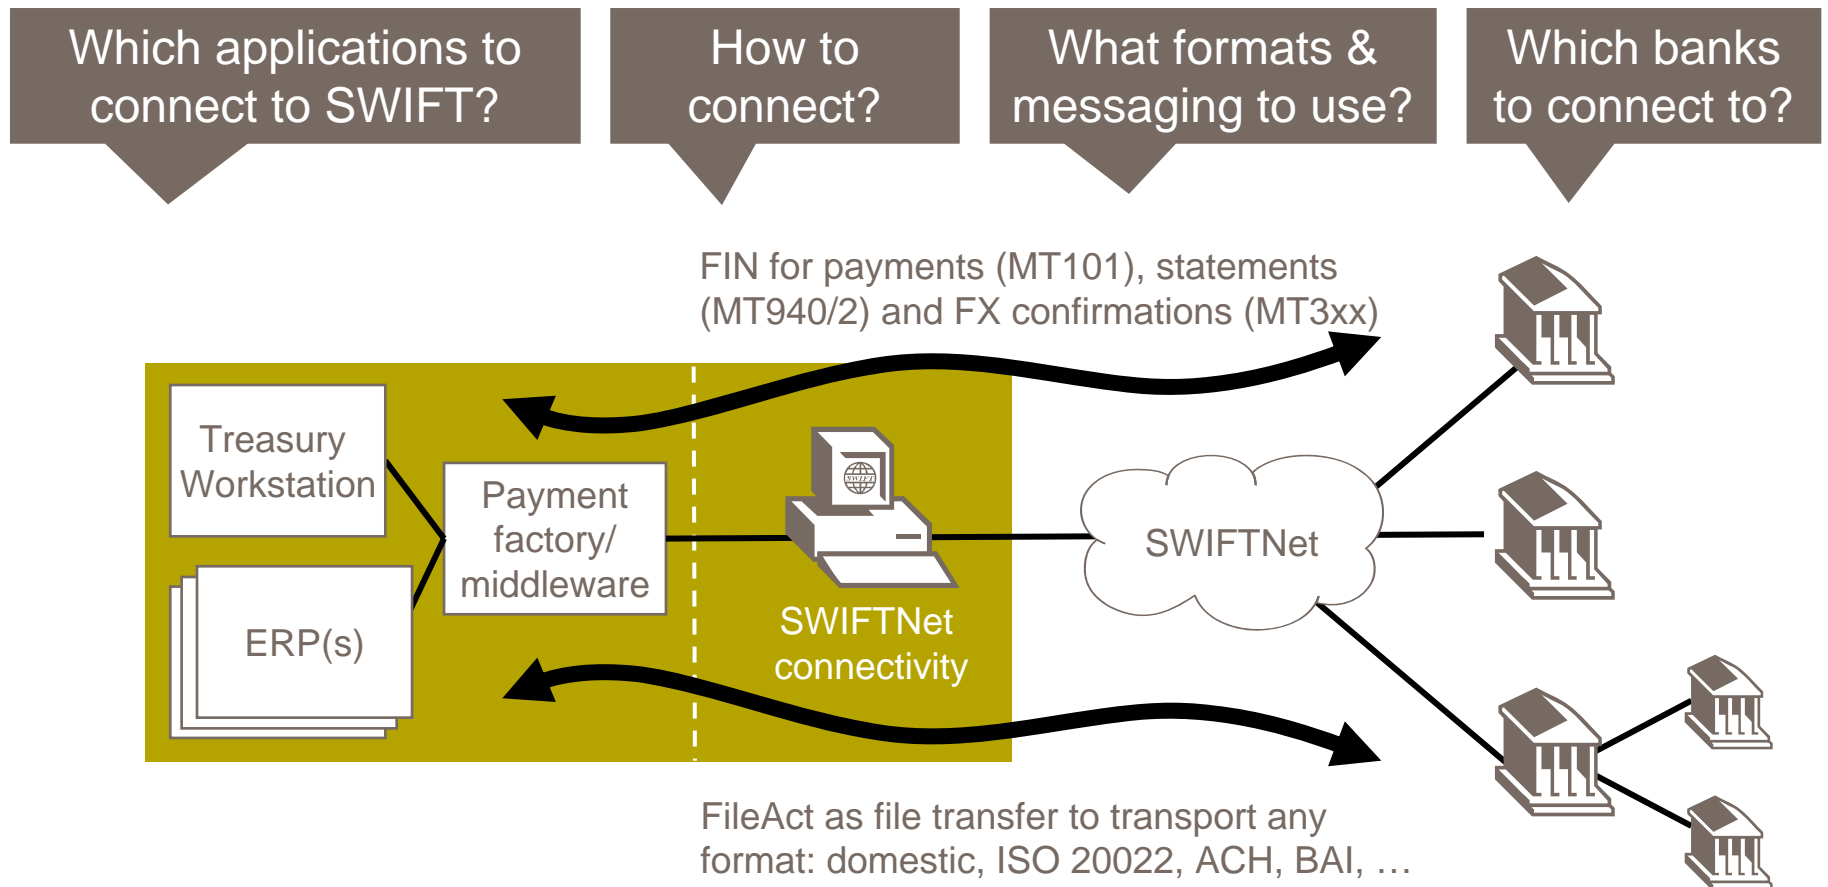 Which applications to
connect to SWIFT?
How to
connect?
What formats &
messaging to use?
Which banks
to connect to?
FIN for payments (MT101), statements
(MT940/2) and FX confirmations (MT3xx)
Treasury
Workstation
Payment
factory/
middleware
ERP(s)
SWIFT
SWIFTNet
connectivity
SWIFTNet
FileAct as file transfer to transport any
format: domestic, ISO 20022, ACH, BAI, …